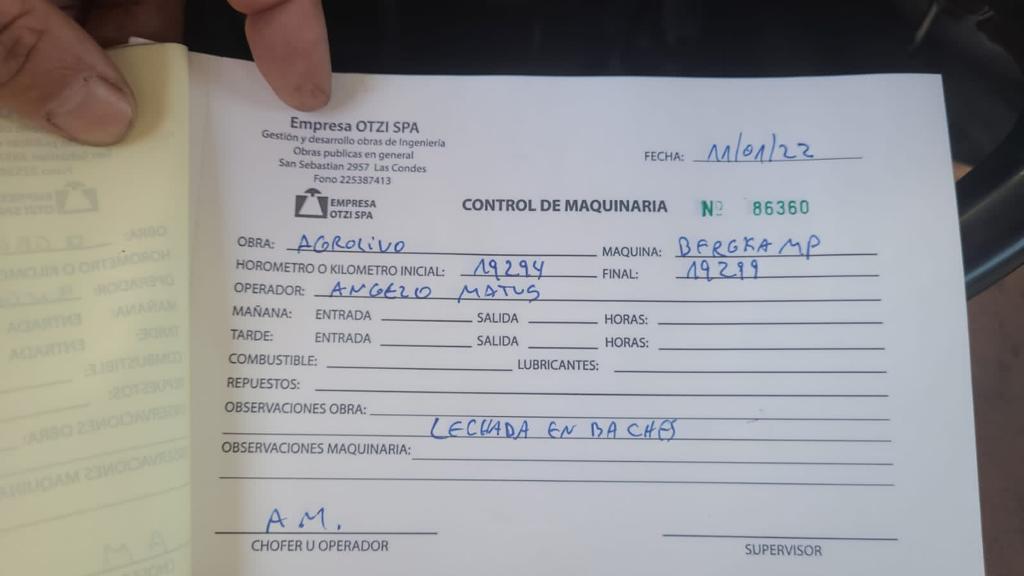 Empresa OTZI SPA
Gestión y desarrollo obras de Ingeniería
Obras publicas en general
San Sebastian 2957 Las Condes
Fono 225387413
EMPRESA
OTZI SPA
FECHA: 11/01/22
CONTROL DE MAQUINARIA Nº 86360
OBRA: AGROLIVO MAQUINA: BERGKAMP
HOROMETRO O KILOMETRO INICIAL: 19294 FINAL: 19299
OPERADOR: ANGELO MATUS
MAÑANA: ENTRADA SALIDA HORAS:
TARDE: ENTRADA SALIDA HORAS:
COMBUSTIBLE: LUBRICANTES:
REPUESTOS:
OBSERVACIONES OBRA:
LECHADA EN BACHES
OBSERVACIONES MAQUINARIA:
A M.
CHOFER U OPERADOR SUPERVISOR